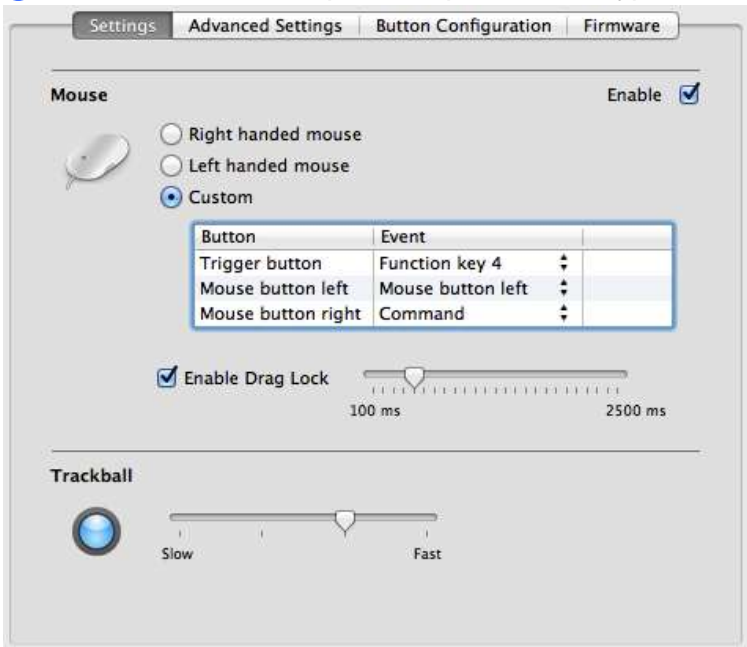 Settings Advanced Settings Button Configuration Firmware
Mouse Enable
Right handed mouse
Left handed mouse
Custom
Button Event
Trigger button Function key 4
Mouse button left Mouse button left
Mouse button right Command
Enable Drag Lock
100 ms 2500 ms
Trackball
Slow Fast